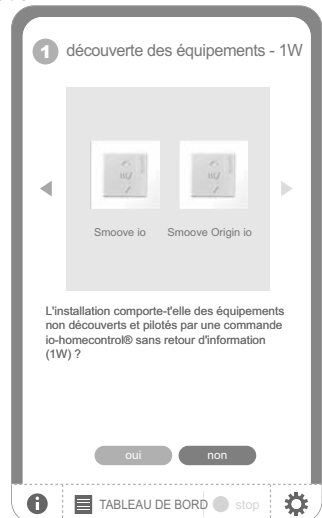 1 découverte des équipements - 1W
Smoove io Smoove Origin io
L'installation comporte-t'elle des équipements
non découverts et pilotés par une commande
io-homecontrol® sans retour d'information
(1W) ?
oui non
i TABLEAU DE BORD stop